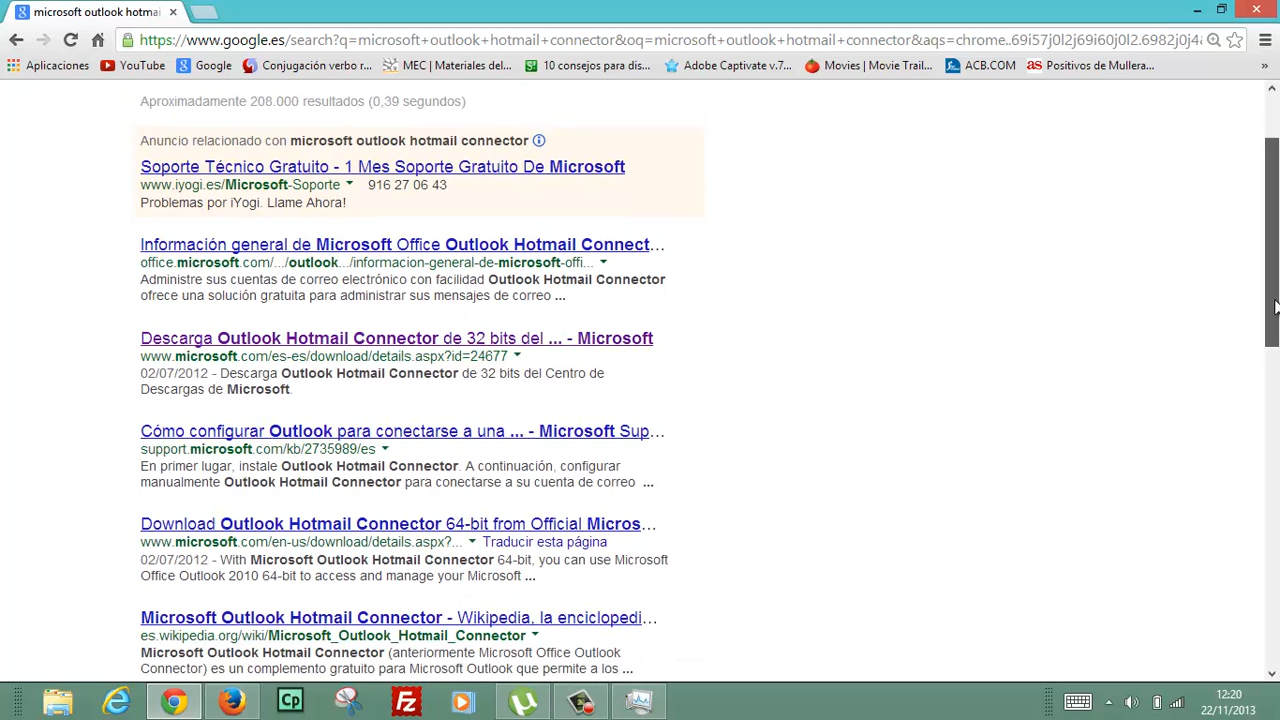 microsoft outlook hotmai
https://www.google.es/search?q=microsoft+outlook+hotmail+connector&oq=microsoft+outlook+hotmail+connector&aqs=chrome..69i57j0l2j69i60j0l2.6982j0j4
Aplicaciones YouTube Google Conjugación verbo r... MEC | Materiales del... 10 consejos para dis... Adobe Captivate v.7... Movies | Movie Trail... ACB.COM as Positivos de Mullera... »
Aproximadamente 208.000 resultados (0,39 segundos)
Anuncio relacionado con microsoft outlook hotmail connector
Soporte Técnico Gratuito - 1 Mes Soporte Gratuito De Microsoft
www.iyogi.es/Microsoft-Soporte 916 27 06 43
Problemas por iYogi. Llame Ahora!
Información general de Microsoft Office Outlook Hotmail Connect...
office.microsoft.com/.../outlook.../informacion-general-de-microsoft-offi...
Administre sus cuentas de correo electrónico con facilidad Outlook Hotmail Connector
ofrece una solución gratuita para administrar sus mensajes de correo ...
Descarga Outlook Hotmail Connector de 32 bits del ... - Microsoft
www.microsoft.com/es-es/download/details.aspx?id=24677
02/07/2012 - Descarga Outlook Hotmail Connector de 32 bits del Centro de
Descargas de Microsoft.
Cómo configurar Outlook para conectarse a una ... - Microsoft Sup...
support.microsoft.com/kb/2735989/es
En primer lugar, instale Outlook Hotmail Connector. A continuación, configurar
manualmente Outlook Hotmail Connector para conectarse a su cuenta de correo ...
Download Outlook Hotmail Connector 64-bit from Official Micros...
www.microsoft.com/en-us/download/details.aspx?... Traducir esta página
02/07/2012 - With Microsoft Outlook Hotmail Connector 64-bit, you can use Microsoft
Office Outlook 2010 64-bit to access and manage your Microsoft ...
Microsoft Outlook Hotmail Connector - Wikipedia, la enciclopedi...
es.wikipedia.org/wiki/Microsoft_Outlook_Hotmail_Connector
Microsoft Outlook Hotmail Connector (anteriormente Microsoft Office Outlook
Connector) es un complemento gratuito para Microsoft Outlook que permite a los ...
Cp Fz
12:20
22/11/2013